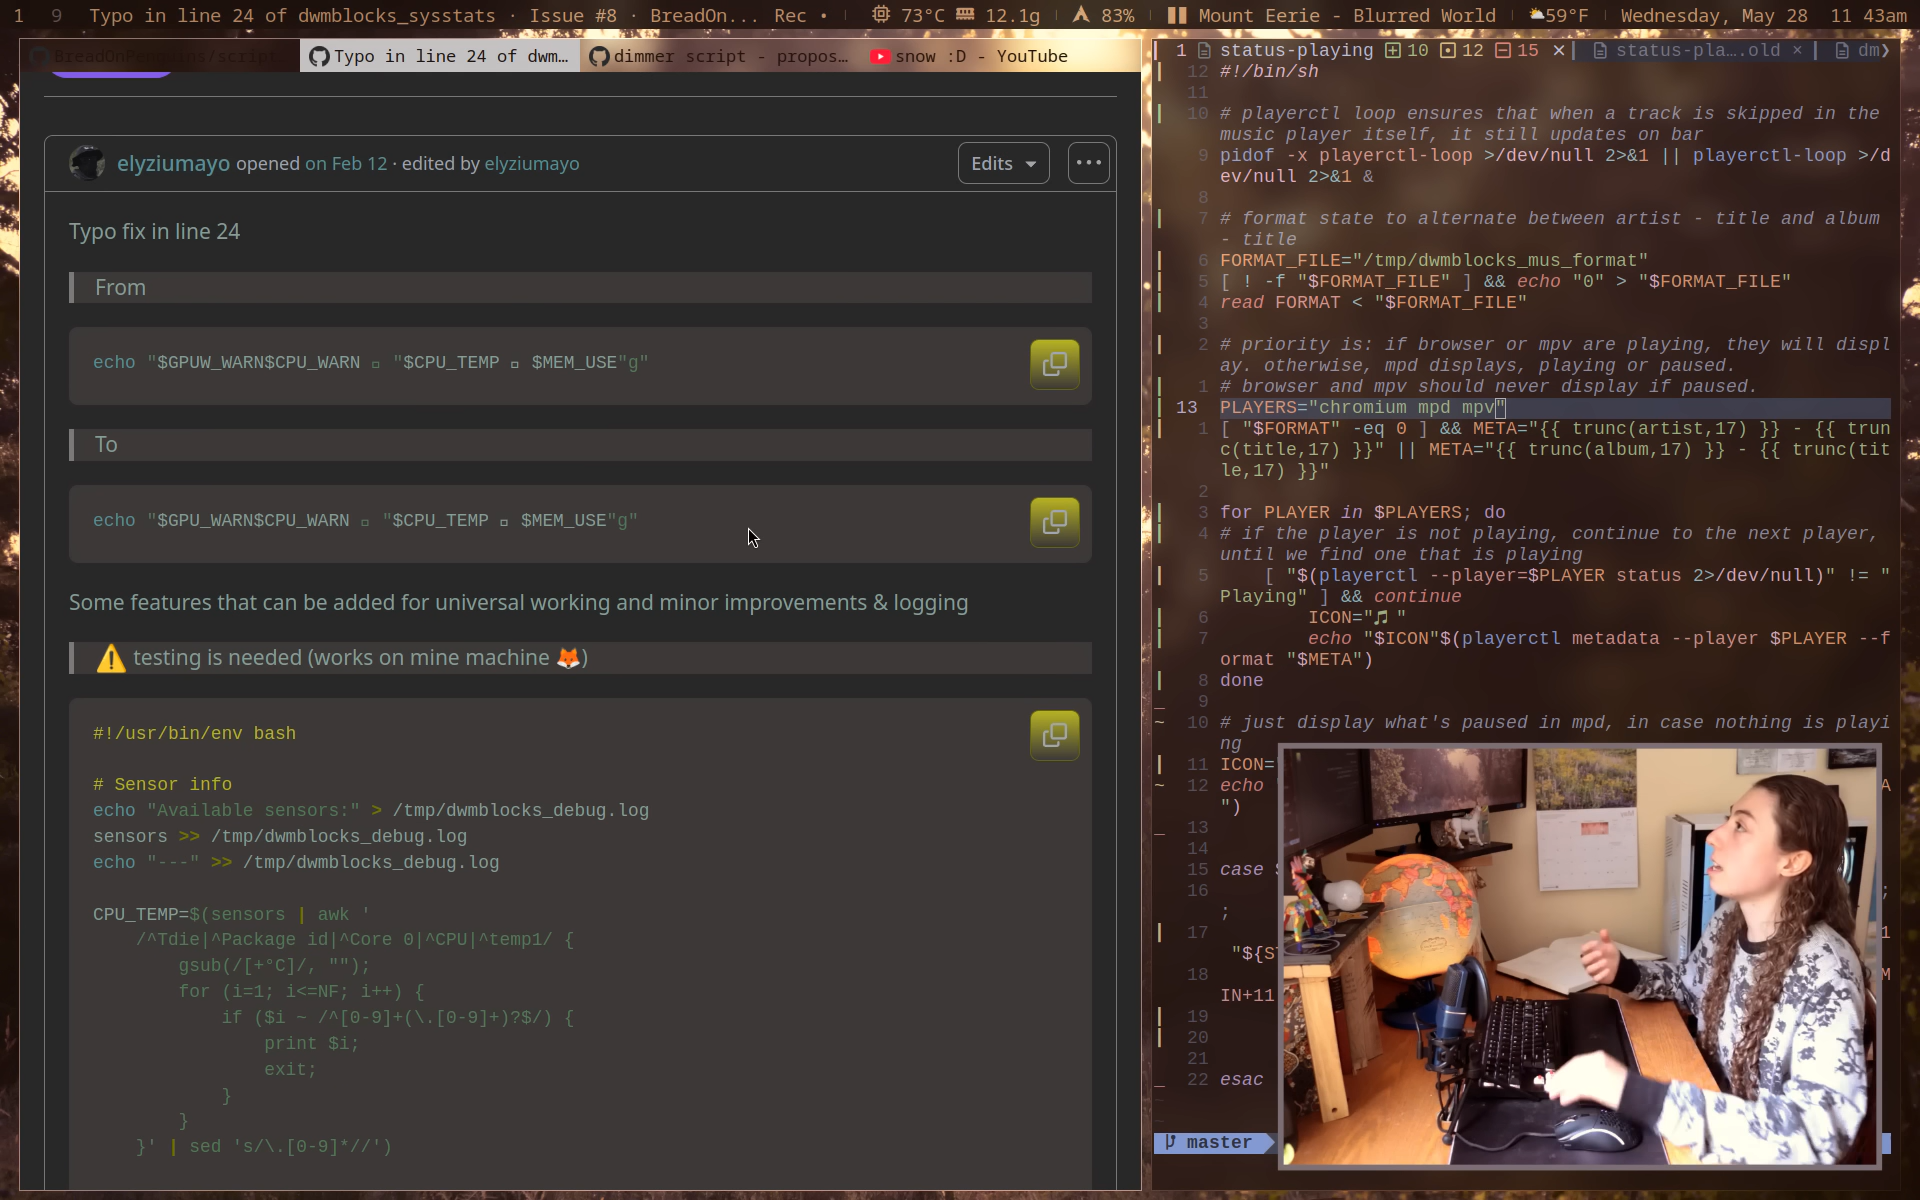 1 9 Typo in line 24 of dwmblocks_sysstats · Issue #8 · BreadOn... Rec • 73°C 12.1g 83% Mount Eerie - Blurred World 59°F Wednesday, May 28 11 43am
BreadOnPenguins/script
Typo in line 24 of dwm…
dimmer script - propos…
snow :D - YouTube
elyziumayo opened on Feb 12 · edited by elyziumayo
Edits
Typo fix in line 24
From
echo "$GPUW_WARN$CPU_WARN "$CPU_TEMP $MEM_USE"g"
To
echo "$GPU_WARN$CPU_WARN "$CPU_TEMP $MEM_USE"g"
Some features that can be added for universal working and minor improvements & logging
⚠️ testing is needed (works on mine machine 🦊)
#!/usr/bin/env bash
# Sensor info
echo "Available sensors:" > /tmp/dwmblocks_debug.log
sensors >> /tmp/dwmblocks_debug.log
echo "---" >> /tmp/dwmblocks_debug.log
CPU_TEMP=$(sensors | awk '
/^Tdie|^Package id|^Core 0|^CPU|^temp1/ {
gsub(/[+°C]/, "");
for (i=1; i<=NF; i++) {
if ($i ~ /^[0-9]+(\.[0-9]+)?$/) {
print $i;
exit;
}
}
}' | sed 's/\.[0-9]*//')
1 status-playing 10 12 15 × status-pla….old × dm❯
12 #!/bin/sh
11
10 # playerctl loop ensures that when a track is skipped in the
music player itself, it still updates on bar
9 pidof -x playerctl-loop >/dev/null 2>&1 || playerctl-loop >/d
ev/null 2>&1 &
8
7 # format state to alternate between artist - title and album
- title
6 FORMAT_FILE="/tmp/dwmblocks_mus_format"
5 [ ! -f "$FORMAT_FILE" ] && echo "0" > "$FORMAT_FILE"
4 read FORMAT < "$FORMAT_FILE"
3
2 # priority is: if browser or mpv are playing, they will displ
ay. otherwise, mpd displays, playing or paused.
1 # browser and mpv should never display if paused.
13 PLAYERS="chromium mpd mpv"
1 [ "$FORMAT" -eq 0 ] && META="{{ trunc(artist,17) }} - {{ trun
c(title,17) }}" || META="{{ trunc(album,17) }} - {{ trunc(tit
le,17) }}"
2
3 for PLAYER in $PLAYERS; do
4 # if the player is not playing, continue to the next player,
until we find one that is playing
5 [ "$(playerctl --player=$PLAYER status 2>/dev/null)" != "
Playing" ] && continue
6 ICON="♫ "
7 echo "$ICON"$(playerctl metadata --player $PLAYER --f
ormat "$META")
8 done
9
10 # just display what's paused in mpd, in case nothing is playi
ng
11 ICON=
12 echo A
")
13
14
15 case
16 ;
;
17 1
"${S
18 M
IN+11
19
20
21
22 esac
master